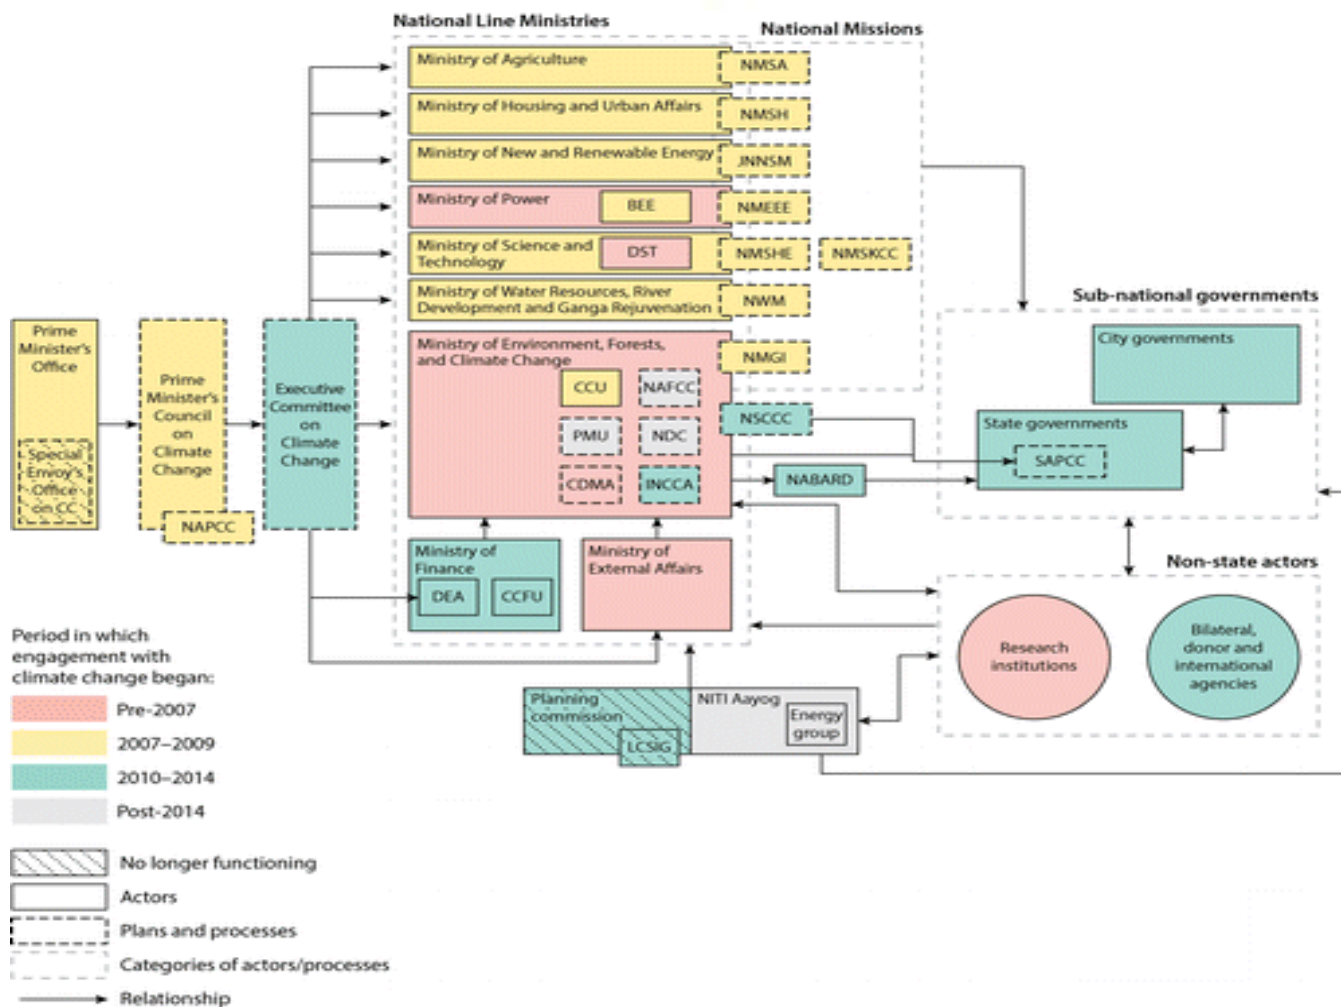 National Line Ministries
National Missions
Ministry of Agriculture
NMSA
Ministry of Housing and Urban Affairs
NMSH
Ministry of New and Renewable Energy
JNNSM
Ministry of Power
BEE
NMEEE
Ministry of Science and
Technology
DST
NMSHE
NMSKCC
Ministry of Water Resources, River
Development and Ganga Rejuvenation
NWM
Ministry of Environment, Forests,
and Climate Change
NMGI
CCU
NAFCC
PMU
NDC
CDMA
INCCA
NSCCC
NABARD
Prime
Minister's
Office
Special
Envoy's
Office
on CC
Prime
Minister's
Council
on
Climate
Change
NAPCC
Executive
Committee
on
Climate
Change
Sub-national governments
City governments
State governments
SAPCC
Ministry of
Finance
DEA
CCFU
Ministry of
External Affairs
Non-state actors
Research
institutions
Bilateral,
donor and
international
agencies
Planning
commission
LCSIG
NITI Aayog
Energy
group
Period in which
engagement with
climate change began:
Pre-2007
2007–2009
2010–2014
Post-2014
No longer functioning
Actors
Plans and processes
Categories of actors/processes
Relationship